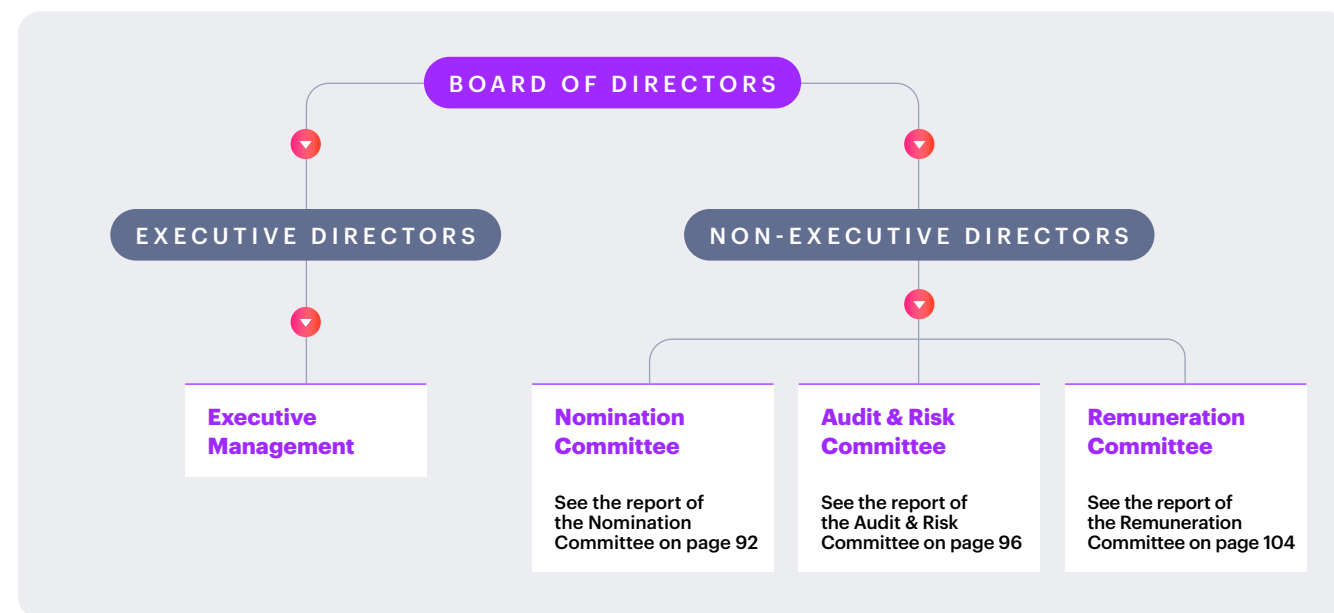 BOARD OF DIRECTORS
EXECUTIVE DIRECTORS
NON-EXECUTIVE DIRECTORS
Executive
Management
Nomination
Committee
See the report of
the Nomination
Committee on page 92
Audit & Risk
Committee
See the report of
the Audit & Risk
Committee on page 96
Remuneration
Committee
See the report of
the Remuneration
Committee on page 104